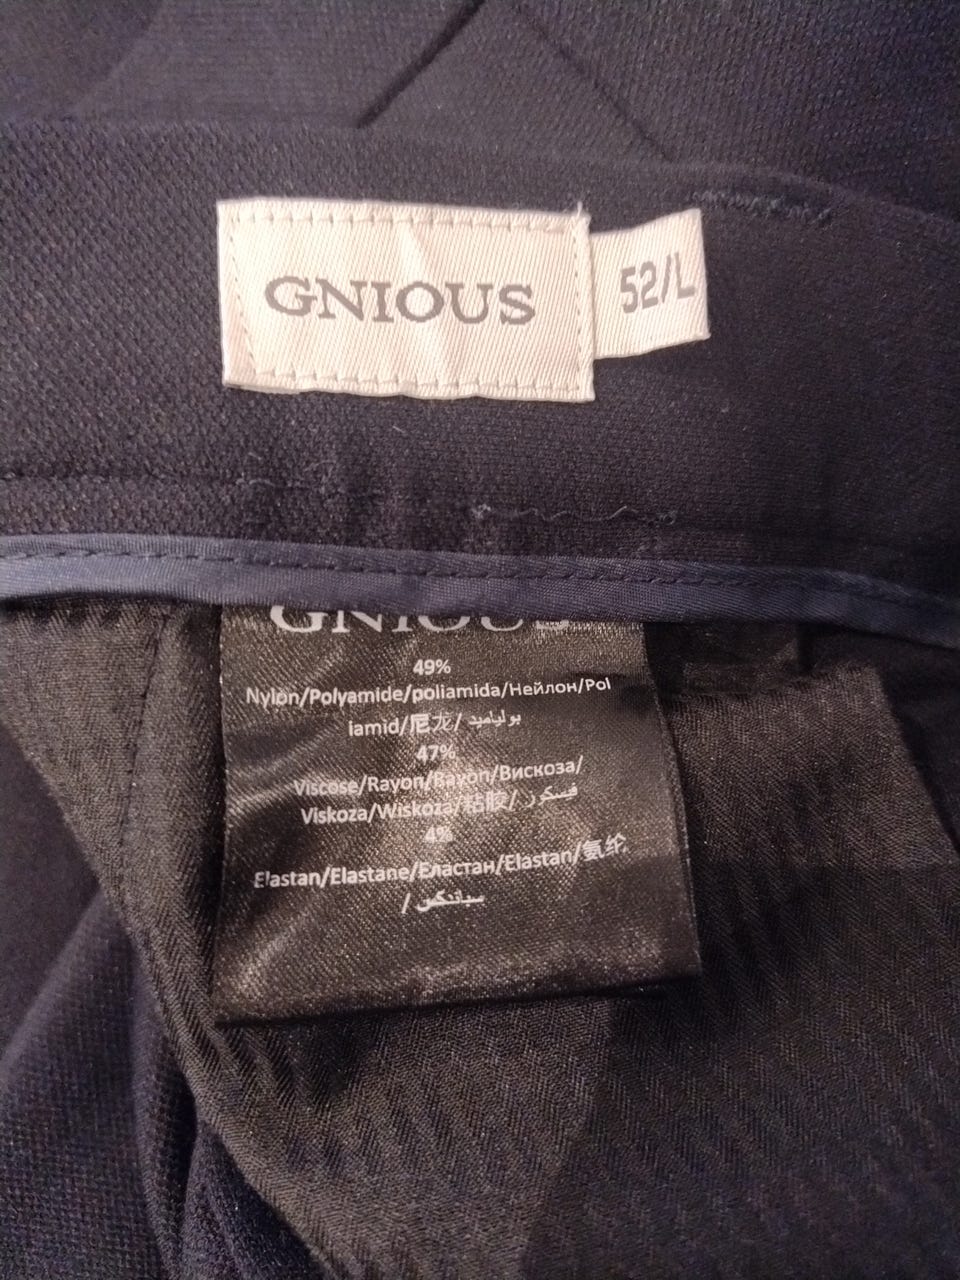 GNIOUS
52/L
GNIOUS
49%
Nylon/Polyamide/poliamida/Нейлон/Pol
iamid/尼龙/بولياميد
47%
Viscose/Rayon/Rayon/Вискоза/
Viskoza/Wiskoza/粘胶/فيسكوز
4%
Elastan/Elastane/Еластан/Elastan/氨纶
/سباندكس